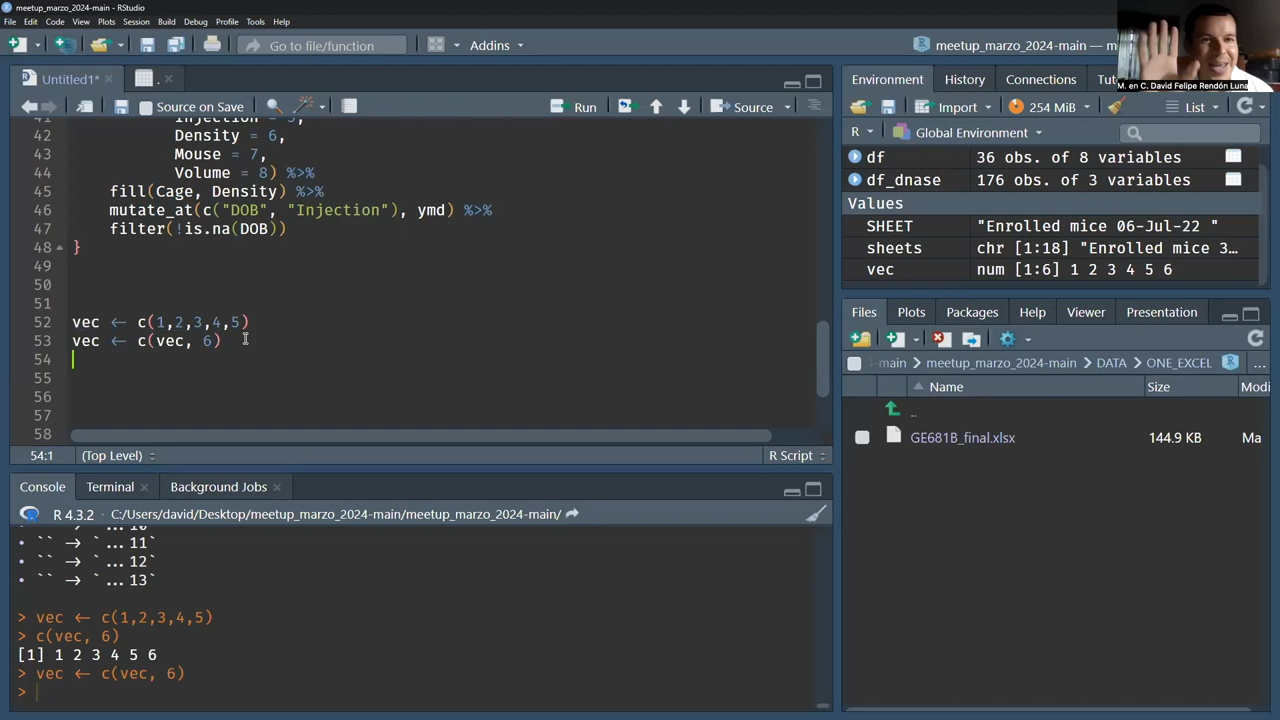 meetup_marzo_2024-main - RStudio
File Edit Code View Plots Session Build Debug Profile Tools Help
Go to file/function Addins meetup_marzo_2024-main
M. en C. David Felipe Rendón Luna
Untitled1* .
Source on Save Run Source
41 Injection = 5,
42 Density = 6,
43 Mouse = 7,
44 Volume = 8) %>%
45 fill(Cage, Density) %>%
46 mutate_at(c("DOB", "Injection"), ymd) %>%
47 filter(!is.na(DOB))
48 }
49
50
51
52 vec ← c(1,2,3,4,5)
53 vec ← c(vec, 6)
54
55
56
57
58
54:1 (Top Level) R Script
Console Terminal Background Jobs
R 4.3.2 · C:/Users/david/Desktop/meetup_marzo_2024-main/meetup_marzo_2024-main/
• `` → `...10`
• `` → `...11`
• `` → `...12`
• `` → `...13`
> vec ← c(1,2,3,4,5)
> c(vec, 6)
[1] 1 2 3 4 5 6
> vec ← c(vec, 6)
>
Environment History Connections Tu
Import 254 MiB List
R Global Environment
df 36 obs. of 8 variables
df_dnase 176 obs. of 3 variables
Values
SHEET "Enrolled mice 06-Jul-22 "
sheets chr [1:18] "Enrolled mice 3…
vec num [1:6] 1 2 3 4 5 6
Files Plots Packages Help Viewer Presentation
-main meetup_marzo_2024-main DATA ONE_EXCEL ...
Name Size Modi
..
GE681B_final.xlsx 144.9 KB Ma